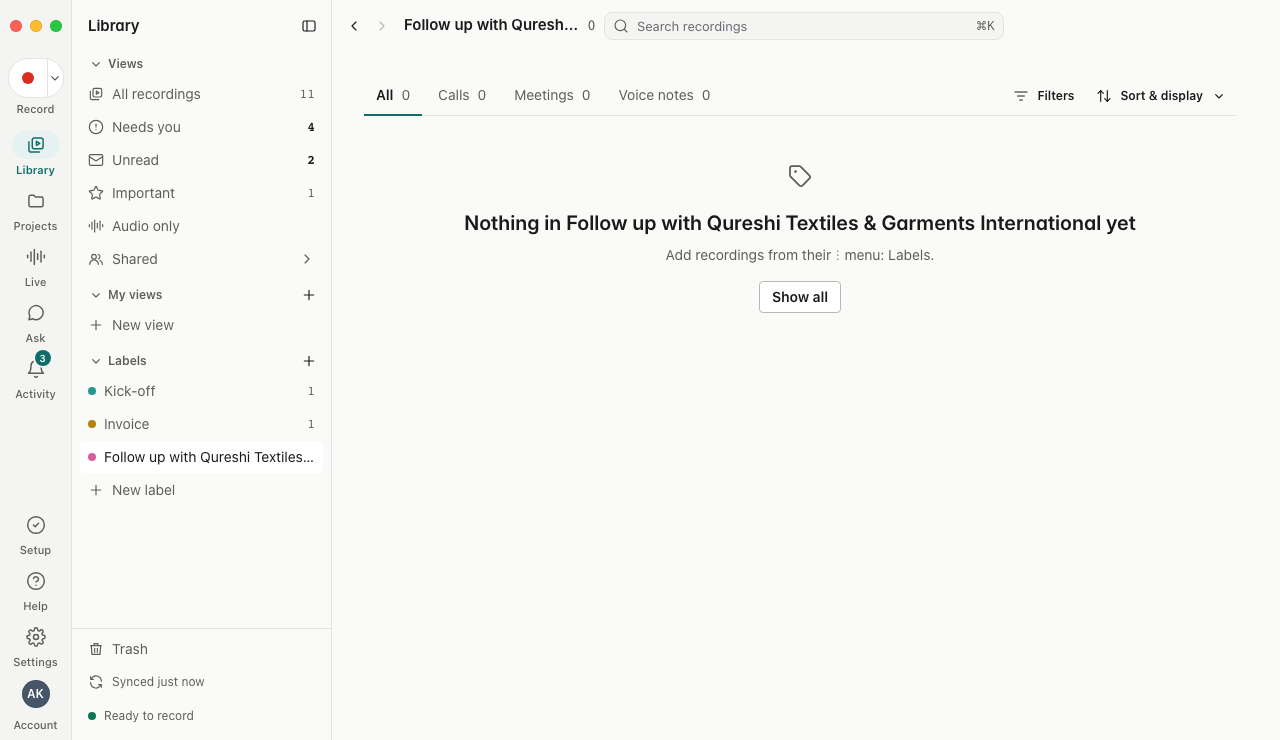 Record
Library
Projects
Live
Ask
3
Activity
Setup
Help
Settings
AK
Account
Library
Views
All recordings 11
Needs you 4
Unread 2
Important 1
Audio only
Shared
My views
New view
Labels
Kick-off 1
Invoice 1
Follow up with Qureshi Textiles...
New label
Trash
Synced just now
Ready to record
Follow up with Quresh... 0
Search recordings ⌘K
All 0 Calls 0 Meetings 0 Voice notes 0
Filters Sort & display
Nothing in Follow up with Qureshi Textiles & Garments International yet
Add recordings from their ⋮ menu: Labels.
Show all